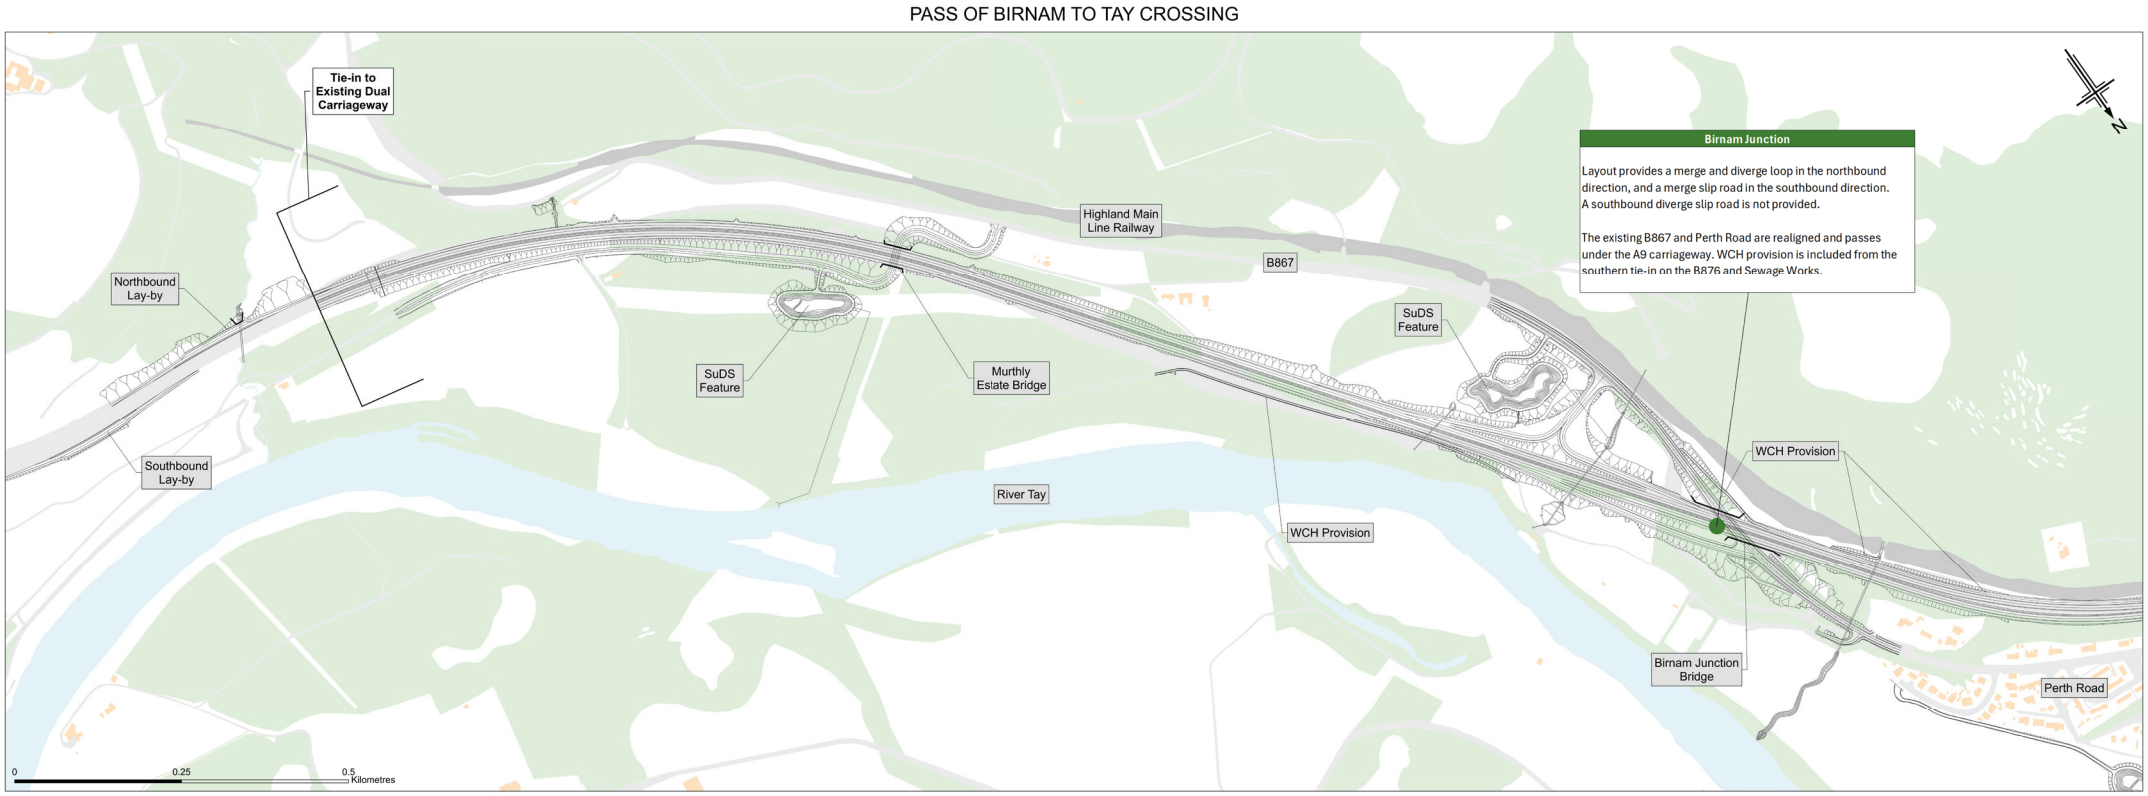 PASS OF BIRNAM TO TAY CROSSING
Tie-in to
Existing Dual
Carriageway
N
Birnam Junction
Layout provides a merge and diverge loop in the northbound
direction, and a merge slip road in the southbound direction.
A southbound diverge slip road is not provided.
The existing B867 and Perth Road are realigned and passes
under the A9 carriageway. WCH provision is included from the
southern tie-in on the B876 and Sewage Works.
Highland Main
Line Railway
B867
Northbound
Lay-by
SuDS
Feature
SuDS
Feature
Murthly
Estate Bridge
Southbound
Lay-by
WCH Provision
River Tay
WCH Provision
Birnam Junction
Bridge
Perth Road
0
0.25
0.5
Kilometres